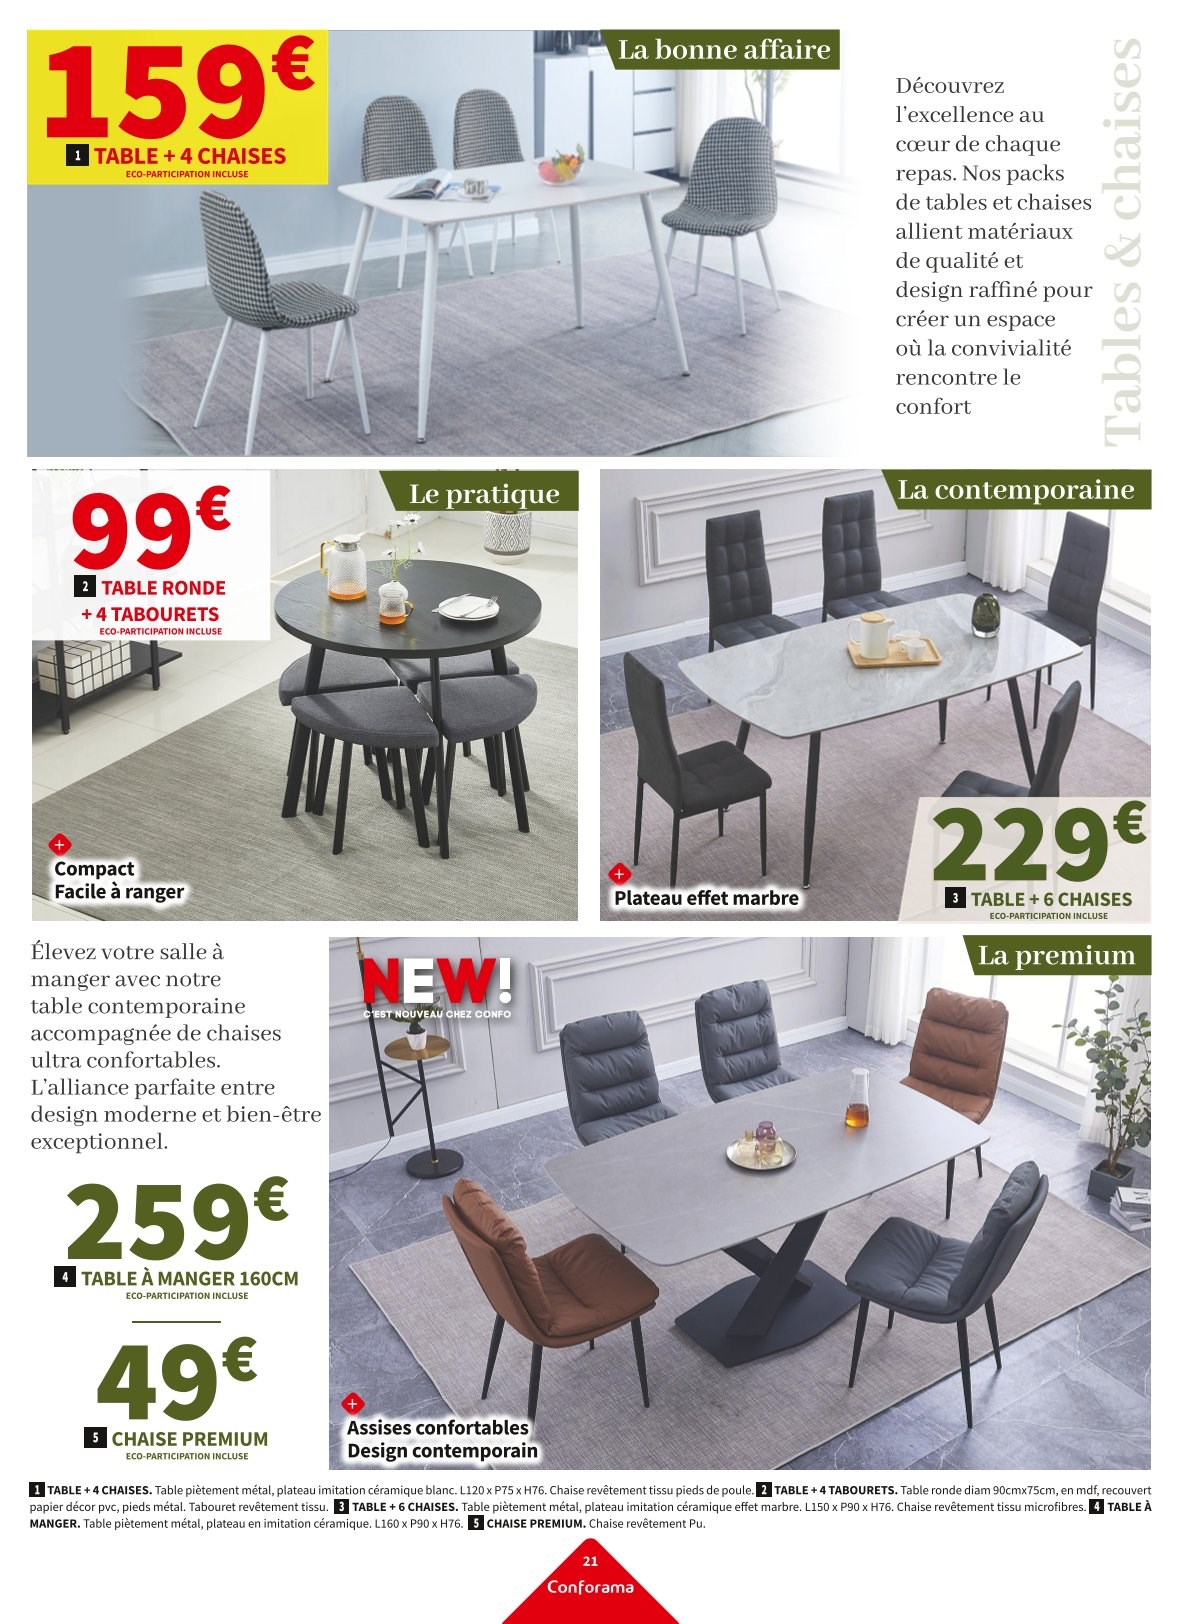 159€
1 TABLE + 4 CHAISES
ECO-PARTICIPATION INCLUSE
La bonne affaire
Découvrez
l'excellence au
cœur de chaque
repas. Nos packs
de tables et chaises
allient matériaux
de qualité et
design raffiné pour
créer un espace
où la convivialité
rencontre le
confort
Tables & chaises
99€
2 TABLE RONDE
+ 4 TABOURETS
ECO-PARTICIPATION INCLUSE
Le pratique
+
Compact
Facile à ranger
La contemporaine
+
Plateau effet marbre
229€
3 TABLE + 6 CHAISES
ECO-PARTICIPATION INCLUSE
Élevez votre salle à
manger avec notre
table contemporaine
accompagnée de chaises
ultra confortables.
L'alliance parfaite entre
design moderne et bien-être
exceptionnel.
259€
4 TABLE À MANGER 160CM
ECO-PARTICIPATION INCLUSE
49€
5 CHAISE PREMIUM
ECO-PARTICIPATION INCLUSE
NEW!
C'EST NOUVEAU CHEZ CONFO
La premium
+
Assises confortables
Design contemporain
1 TABLE + 4 CHAISES. Table piètement métal, plateau imitation céramique blanc. L120 x P75 x H76. Chaise revêtement tissu pieds de poule. 2 TABLE + 4 TABOURETS. Table ronde diam 90cmx75cm, en mdf, recouvert
papier décor pvc, pieds métal. Tabouret revêtement tissu. 3 TABLE + 6 CHAISES. Table piètement métal, plateau imitation céramique effet marbre. L150 x P90 x H76. Chaise revêtement tissu microfibres. 4 TABLE À
MANGER. Table piètement métal, plateau en imitation céramique. L160 x P90 x H76. 5 CHAISE PREMIUM. Chaise revêtement Pu.
21
Conforama